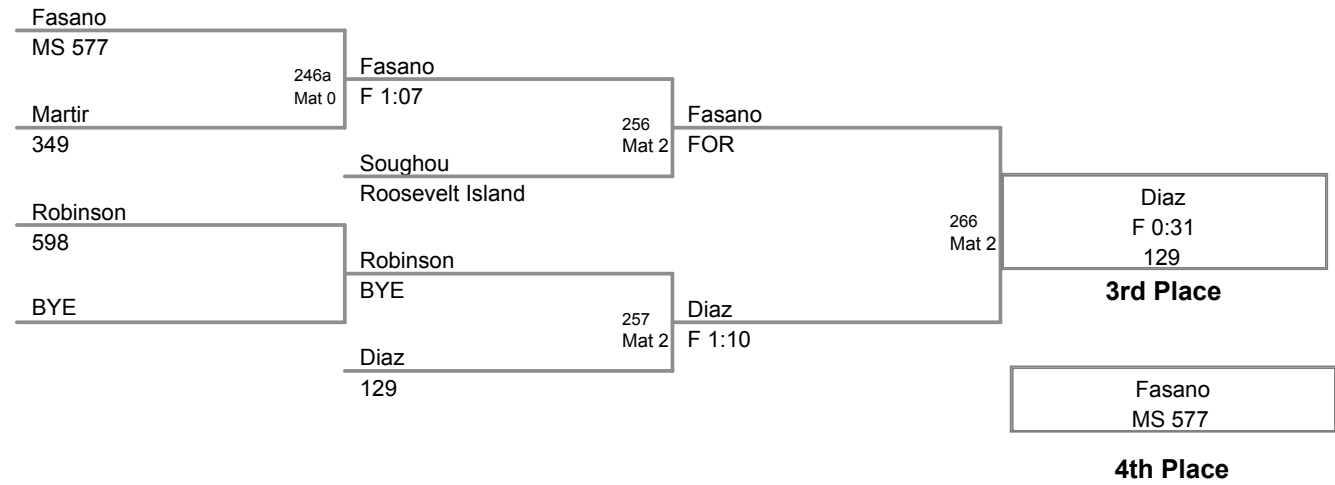 Fasano
MS 577
246a
Mat 0
Martir
349
Fasano
F 1:07
Soughou
Roosevelt Island
256
Mat 2
Fasano
FOR
Robinson
598
BYE
Robinson
BYE
Diaz
129
257
Mat 2
Diaz
F 1:10
266
Mat 2
Diaz
F 0:31
129
3rd Place
Fasano
MS 577
4th Place